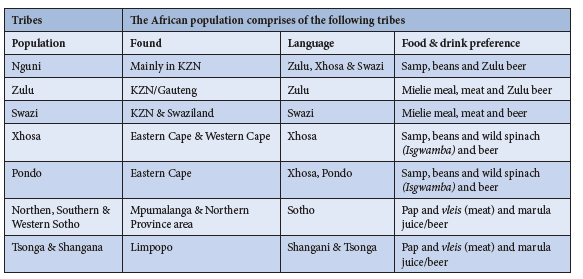 Tribes The African population comprises of the following tribes
Population Found Language Food & drink preference
Nguni Mainly in KZN Zulu, Xhosa & Swazi Samp, beans and Zulu beer
Zulu KZN/Gauteng Zulu Mielie meal, meat and Zulu beer
Swazi KZN & Swaziland Swazi Mielie meal, meat and beer
Xhosa Eastern Cape & Western Cape Xhosa Samp, beans and wild spinach
(Isgwamba) and beer
Pondo Eastern Cape Xhosa, Pondo Samp, beans and wild spinach
(Isgwamba) and beer
Northen, Southern & Mpumalanga & Northern Sotho Pap and vleis (meat) and marula
Western Sotho Province area juice/beer
Tsonga & Shangana Limpopo Shangani & Tsonga Pap and vleis (meat) and marula
juice/beer